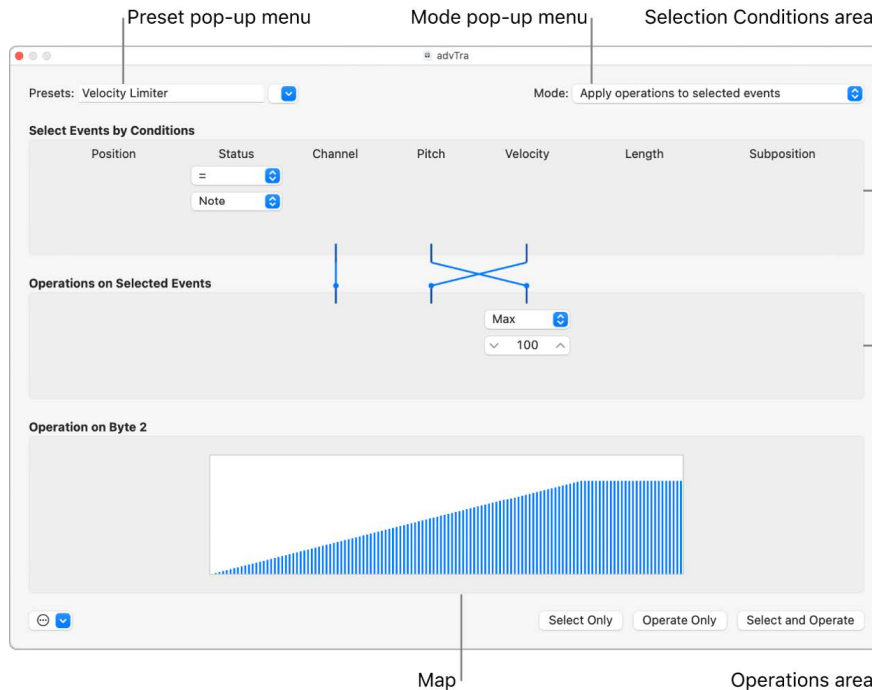 Preset pop-up menu Mode pop-up menu Selection Conditions area
advTra
Presets: Velocity Limiter Mode: Apply operations to selected events
Select Events by Conditions
Position Status Channel Pitch Velocity Length Subposition
=
Note
Operations on Selected Events
Max
100
Operation on Byte 2
Select Only Operate Only Select and Operate
Map Operations area